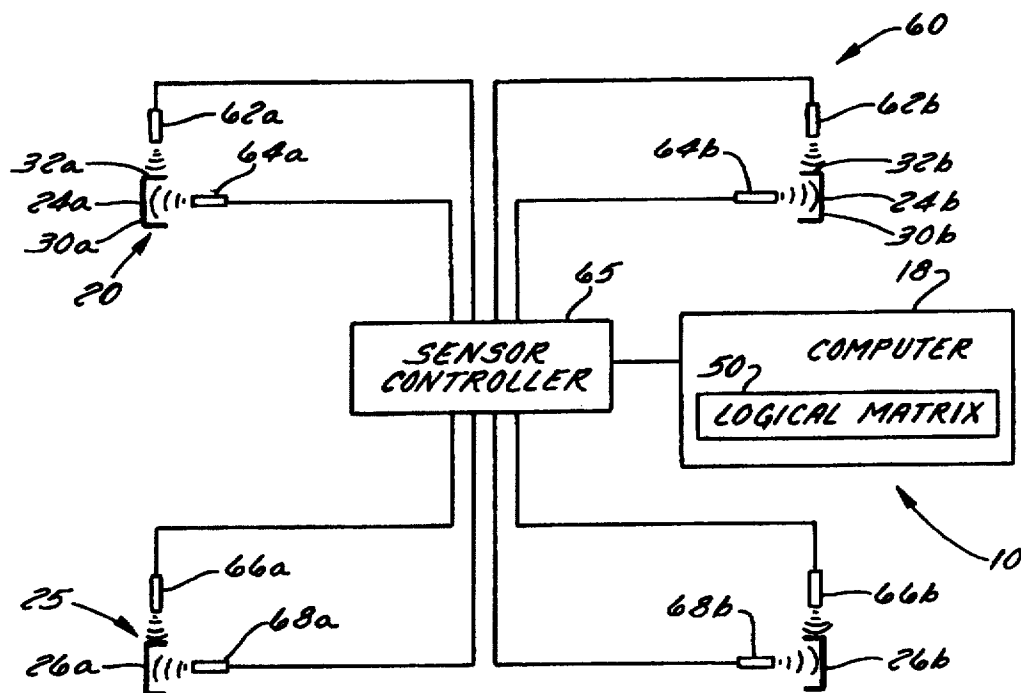 60
62a
62b
32a
64a
64b
32b
24a
24b
30a
30b
20
65
18
SENSOR
CONTROLLER
COMPUTER
50
LOGICAL MATRIX
10
66a
66b
25
68a
68b
26a
26b